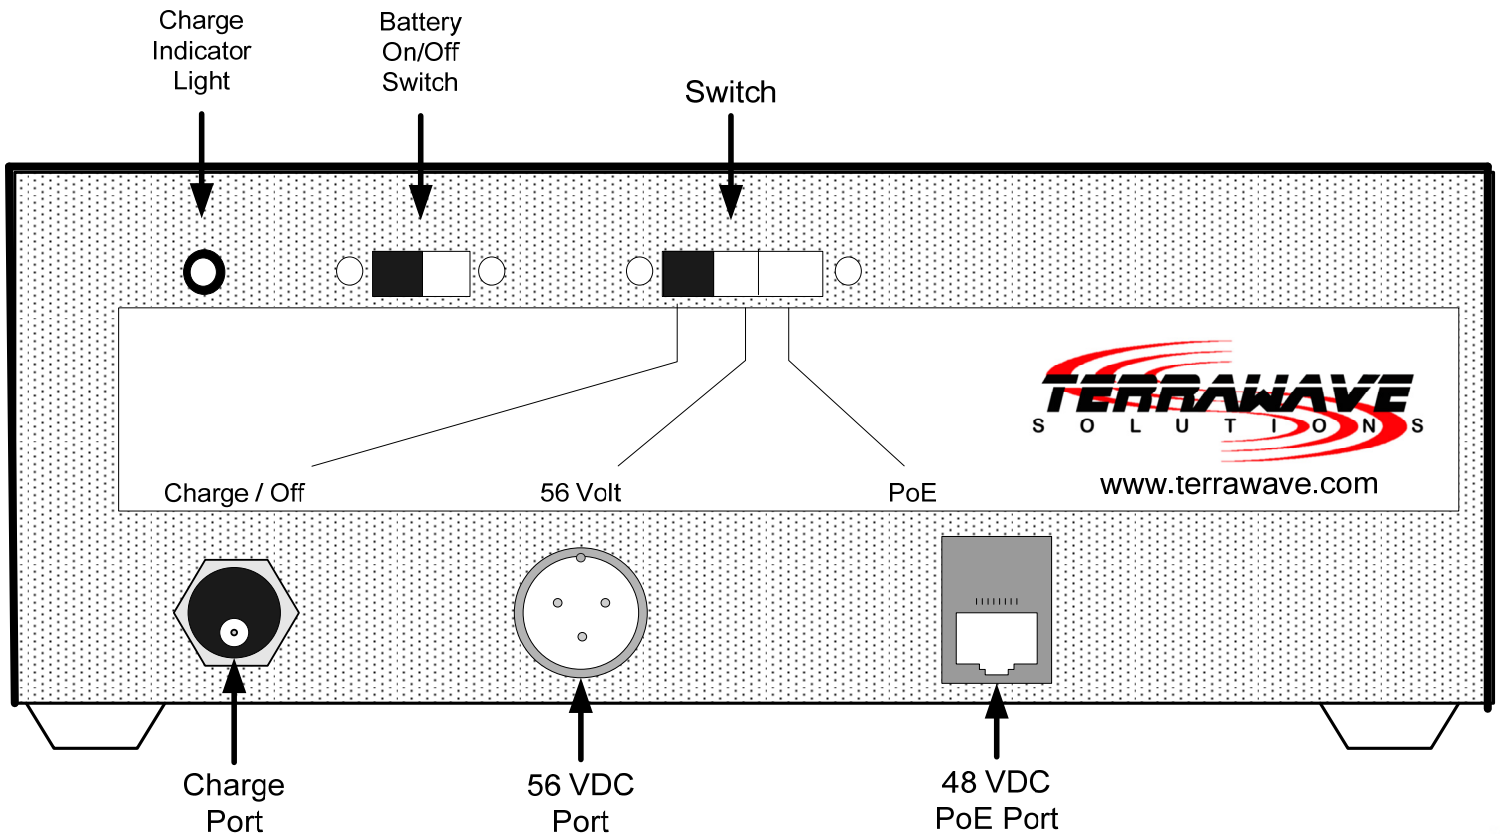 Charge
Indicator
Light
Battery
On/Off
Switch
Switch
TERRAWAVE
SOLUTIONS
www.terrawave.com
Charge / Off
56 Volt
PoE
Charge
Port
56 VDC
Port
48 VDC
PoE Port